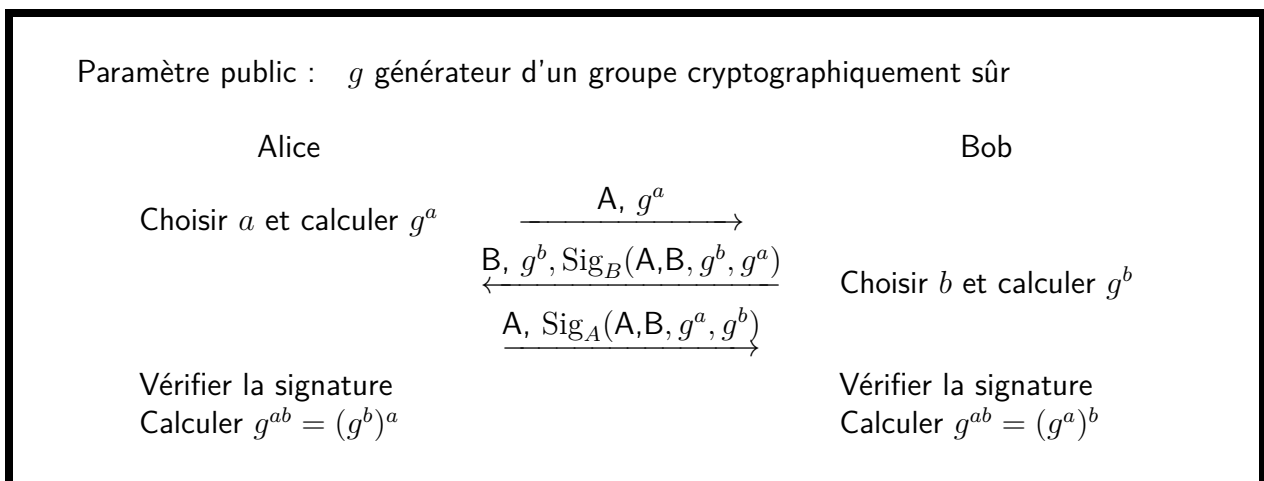 Paramètre public : g générateur d'un groupe cryptographiquement sûr
Alice Bob
A, g^a
Choisir a et calculer g^a
B, g^b, Sig_B(A,B, g^b, g^a)
Choisir b et calculer g^b
A, Sig_A(A,B, g^a, g^b)
Vérifier la signature Vérifier la signature
Calculer g^{ab} = (g^b)^a Calculer g^{ab} = (g^a)^b